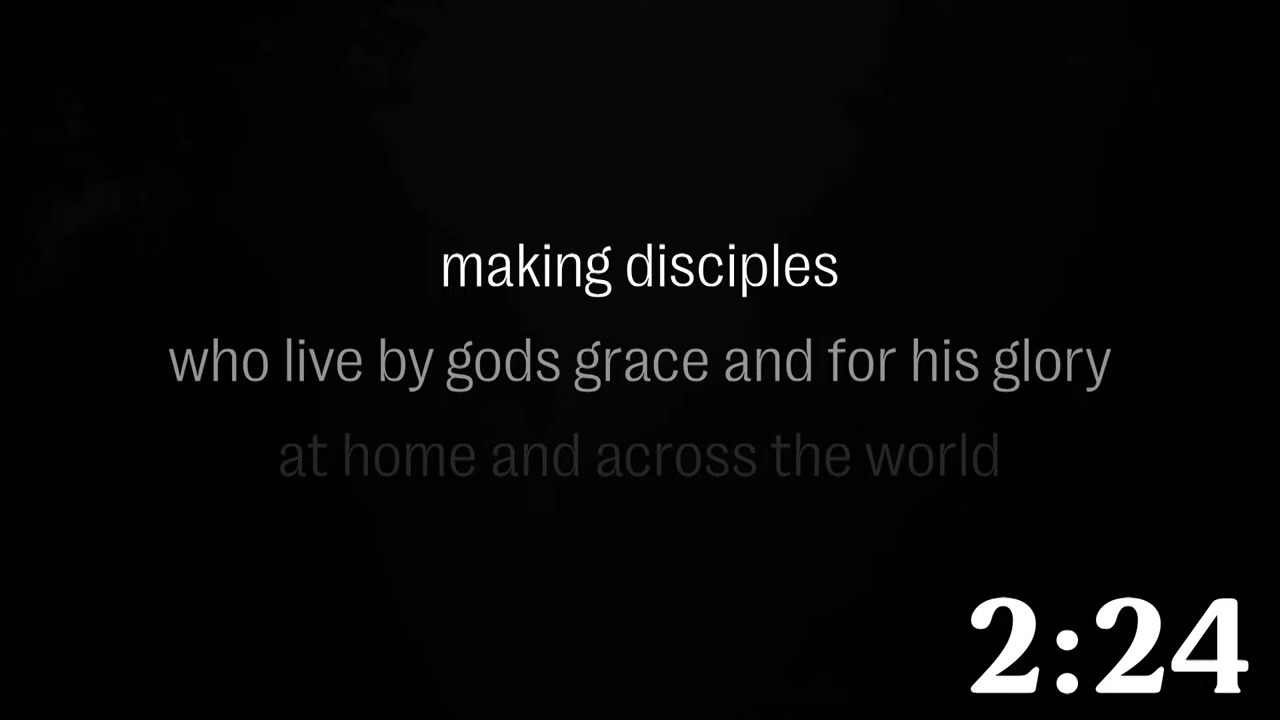 making disciples
who live by gods grace and for his glory
at home and across the world
2:24